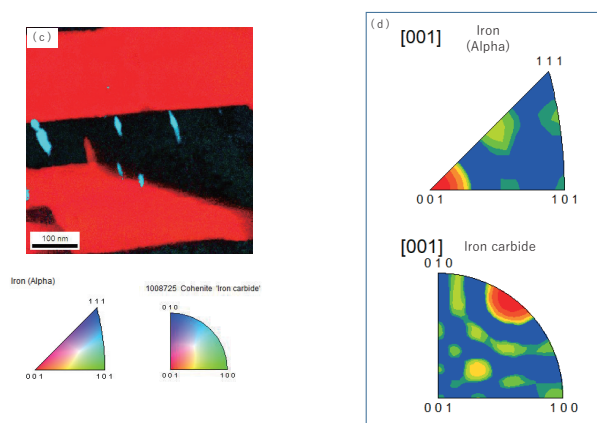 (c)
100 nm
Iron (Alpha)
1 1 1
0 0 1
1 0 1
1008725 Cohenite 'Iron carbide'
0 1 0
0 0 1
1 0 0
(d)
[001]
Iron
(Alpha)
1 1 1
0 0 1
1 0 1
[001]
Iron carbide
0 1 0
0 0 1
1 0 0